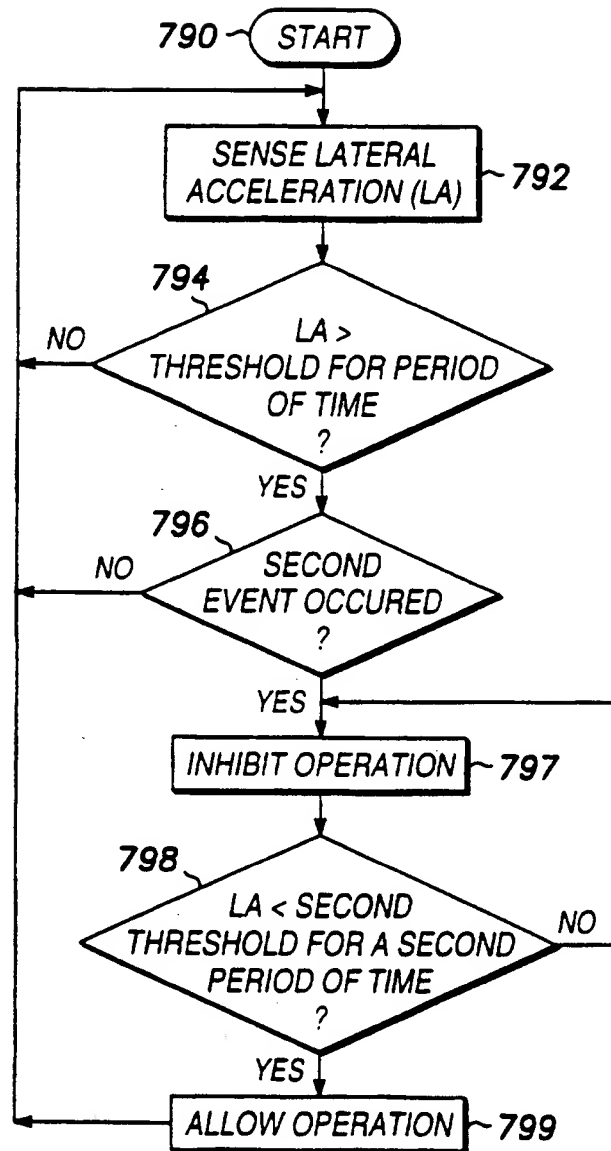 790
START
SENSE LATERAL
ACCELERATION (LA)
792
794
NO
LA >
THRESHOLD FOR PERIOD
OF TIME
?
YES
796
NO
SECOND
EVENT OCCURED
?
YES
INHIBIT OPERATION
797
798
LA < SECOND
THRESHOLD FOR A SECOND
PERIOD OF TIME
?
NO
YES
ALLOW OPERATION
799